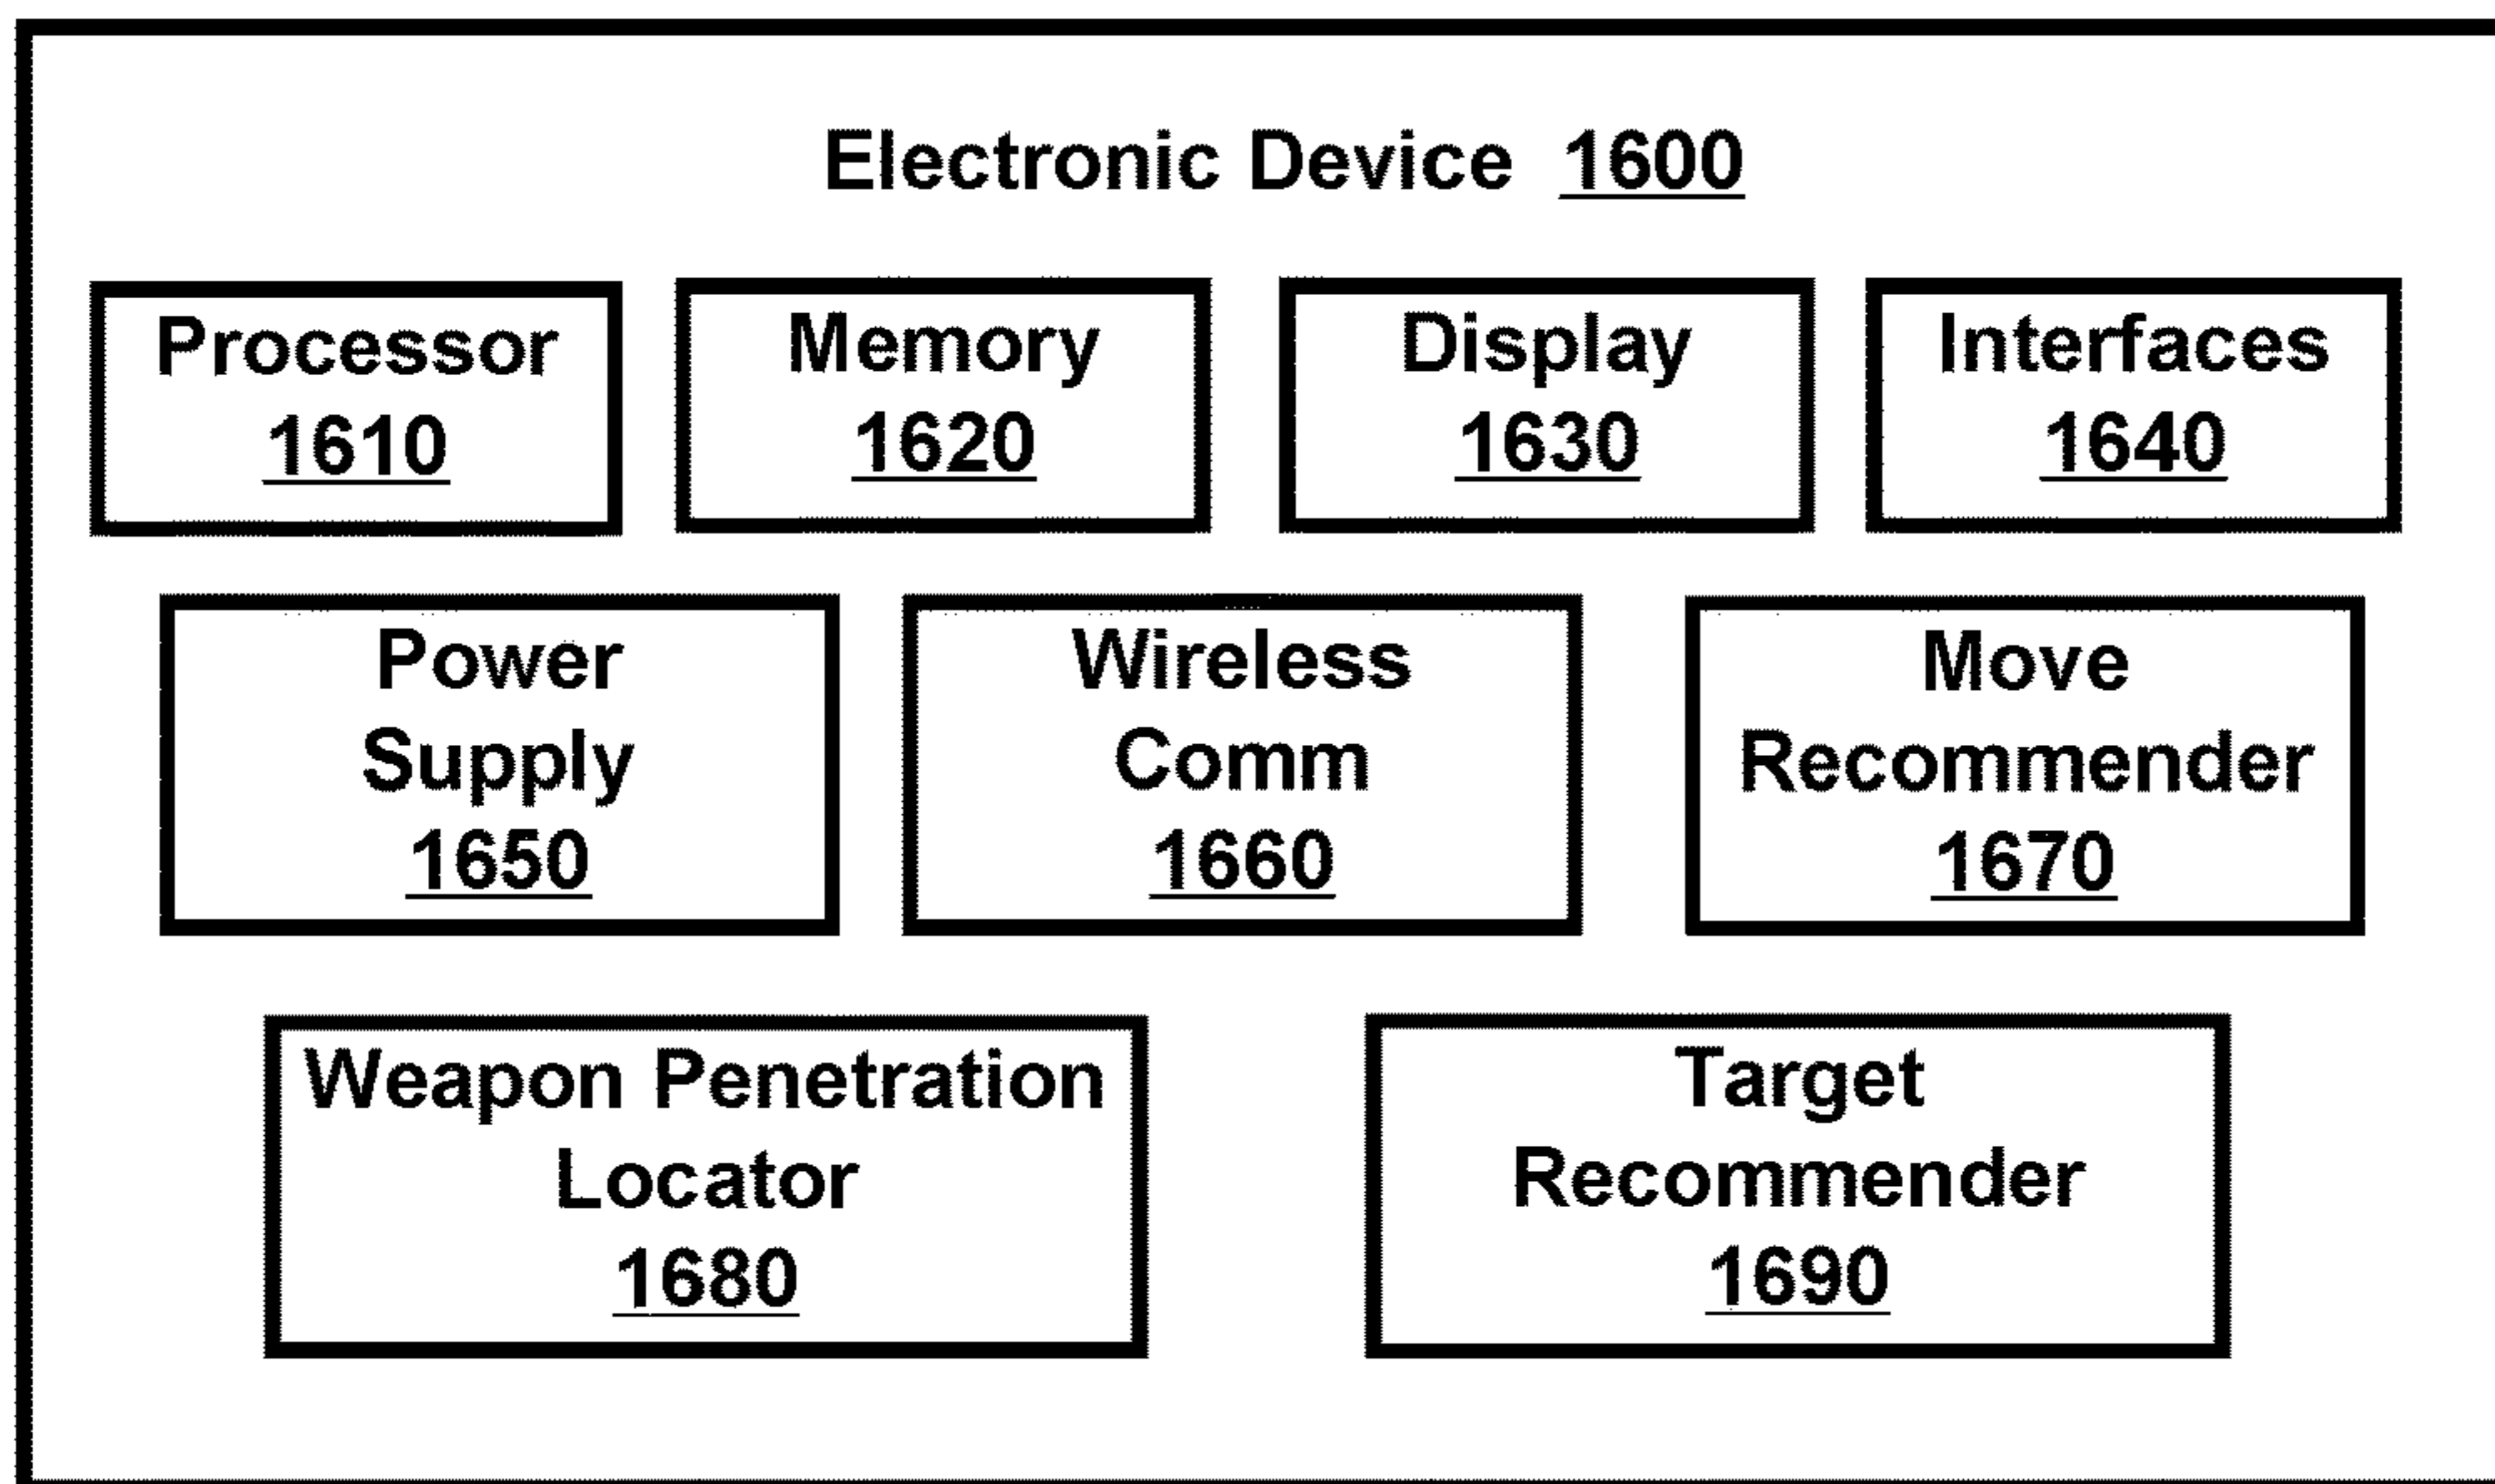 Electronic Device 1600
Processor
1610
Memory
1620
Display
1630
Interfaces
1640
Power
Supply
1650
Wireless
Comm
1660
Move
Recommender
1670
Weapon Penetration
Locator
1680
Target
Recommender
1690